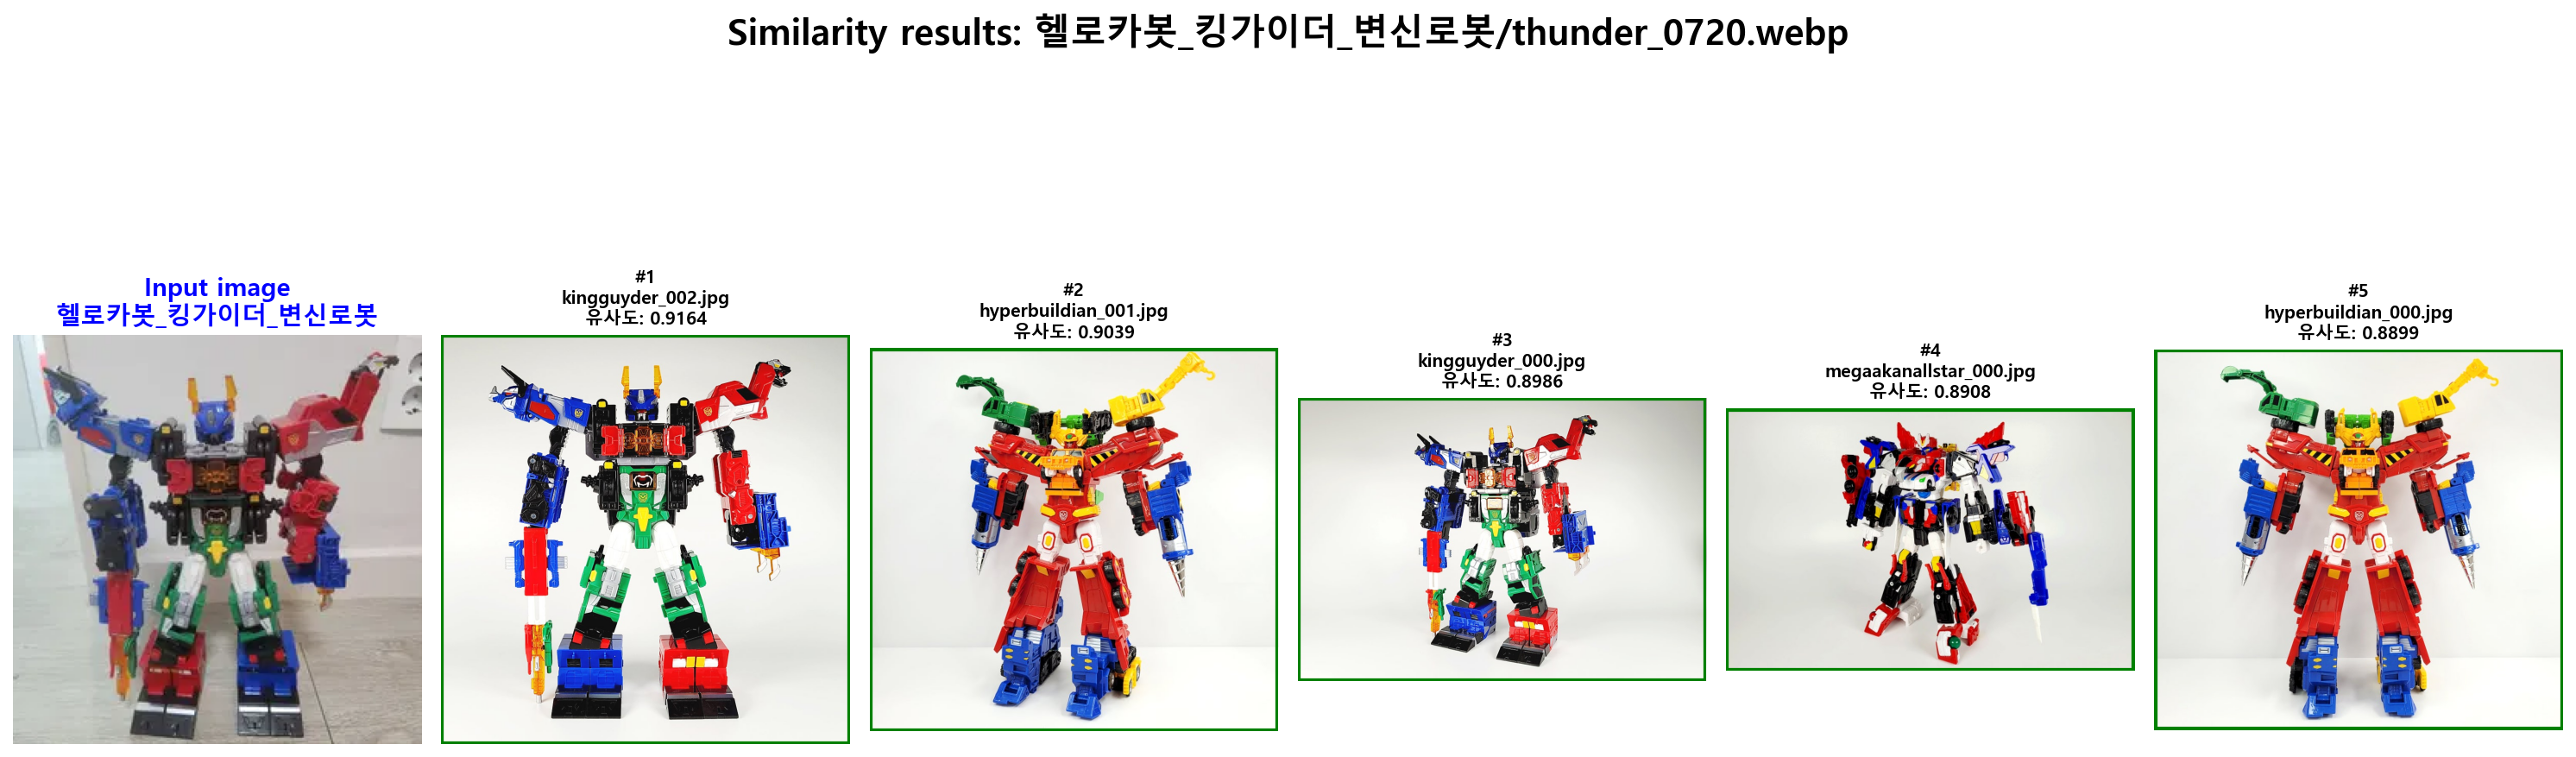 Similarity results: 헬로카봇_킹가이더_변신로봇/thunder_0720.webp
Input image
헬로카봇_킹가이더_변신로봇
#1
kingguyder_002.jpg
유사도: 0.9164
#2
hyperbuildian_001.jpg
유사도: 0.9039
#3
kingguyder_000.jpg
유사도: 0.8986
#4
megaakanallstar_000.jpg
유사도: 0.8908
#5
hyperbuildian_000.jpg
유사도: 0.8899